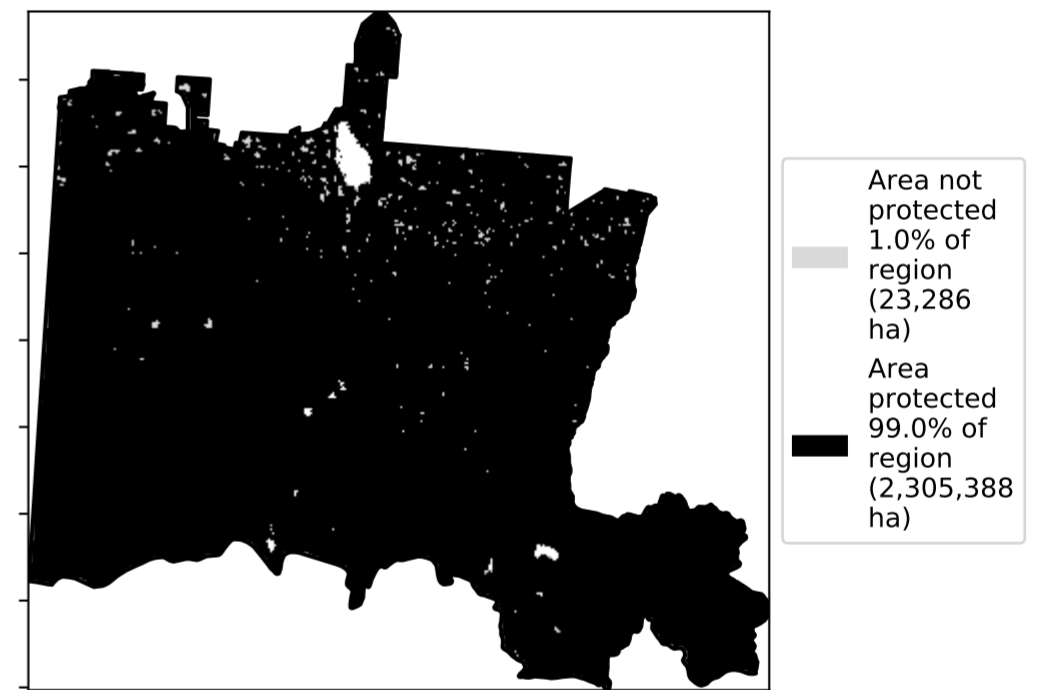 Area not
protected
1.0% of
region
(23,286
ha)
Area
protected
99.0% of
region
(2,305,388
ha)